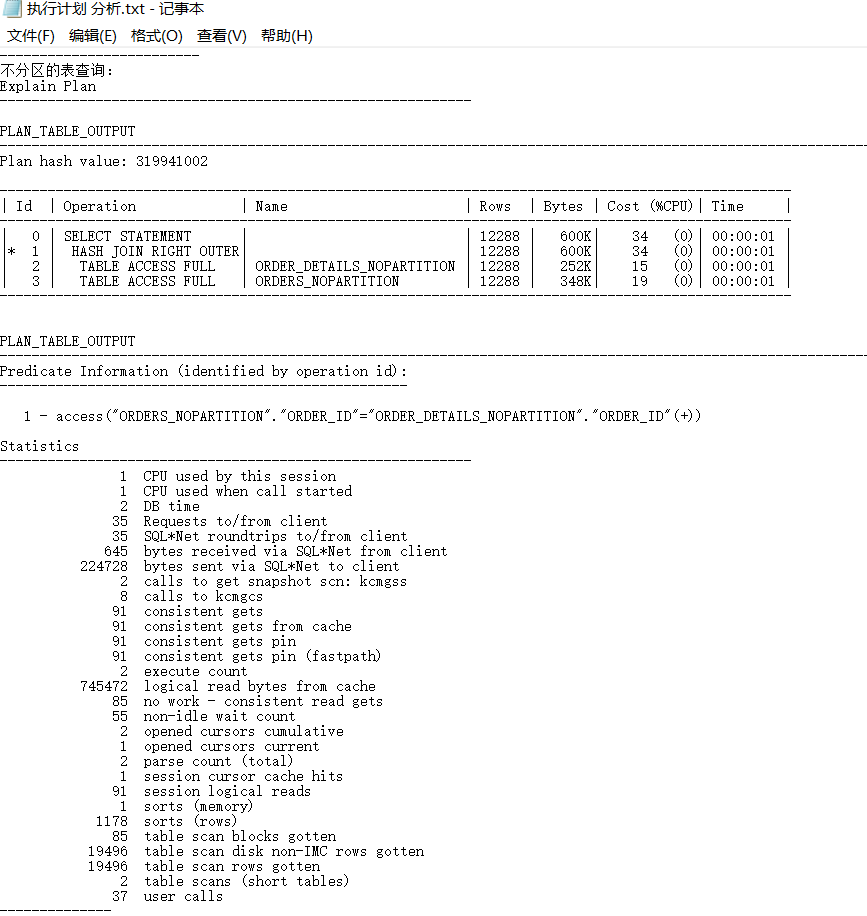 执行计划 分析.txt - 记事本
文件(F) 编辑(E) 格式(O) 查看(V) 帮助(H)
-------------------------
不分区的表查询：
Explain Plan
-----------------------------------------------------------
PLAN_TABLE_OUTPUT
------------------------------------------------------------------------------------------------------------
Plan hash value: 319941002
---------------------------------------------------------------------------------------------------
| Id | Operation | Name | Rows | Bytes | Cost (%CPU)| Time |
---------------------------------------------------------------------------------------------------
| 0 | SELECT STATEMENT | | 12288 | 600K| 34 (0)| 00:00:01 |
|* 1 | HASH JOIN RIGHT OUTER| | 12288 | 600K| 34 (0)| 00:00:01 |
| 2 | TABLE ACCESS FULL | ORDER_DETAILS_NOPARTITION | 12288 | 252K| 15 (0)| 00:00:01 |
| 3 | TABLE ACCESS FULL | ORDERS_NOPARTITION | 12288 | 348K| 19 (0)| 00:00:01 |
---------------------------------------------------------------------------------------------------
PLAN_TABLE_OUTPUT
------------------------------------------------------------------------------------------------------------
Predicate Information (identified by operation id):
---------------------------------------------------
1 - access("ORDERS_NOPARTITION"."ORDER_ID"="ORDER_DETAILS_NOPARTITION"."ORDER_ID"(+))
Statistics
-----------------------------------------------------------
1 CPU used by this session
1 CPU used when call started
2 DB time
35 Requests to/from client
35 SQL*Net roundtrips to/from client
645 bytes received via SQL*Net from client
224728 bytes sent via SQL*Net to client
2 calls to get snapshot scn: kcmgss
8 calls to kcmgcs
91 consistent gets
91 consistent gets from cache
91 consistent gets pin
91 consistent gets pin (fastpath)
2 execute count
745472 logical read bytes from cache
85 no work - consistent read gets
55 non-idle wait count
2 opened cursors cumulative
1 opened cursors current
2 parse count (total)
1 session cursor cache hits
91 session logical reads
1 sorts (memory)
1178 sorts (rows)
85 table scan blocks gotten
19496 table scan disk non-IMC rows gotten
19496 table scan rows gotten
2 table scans (short tables)
37 user calls
--------------